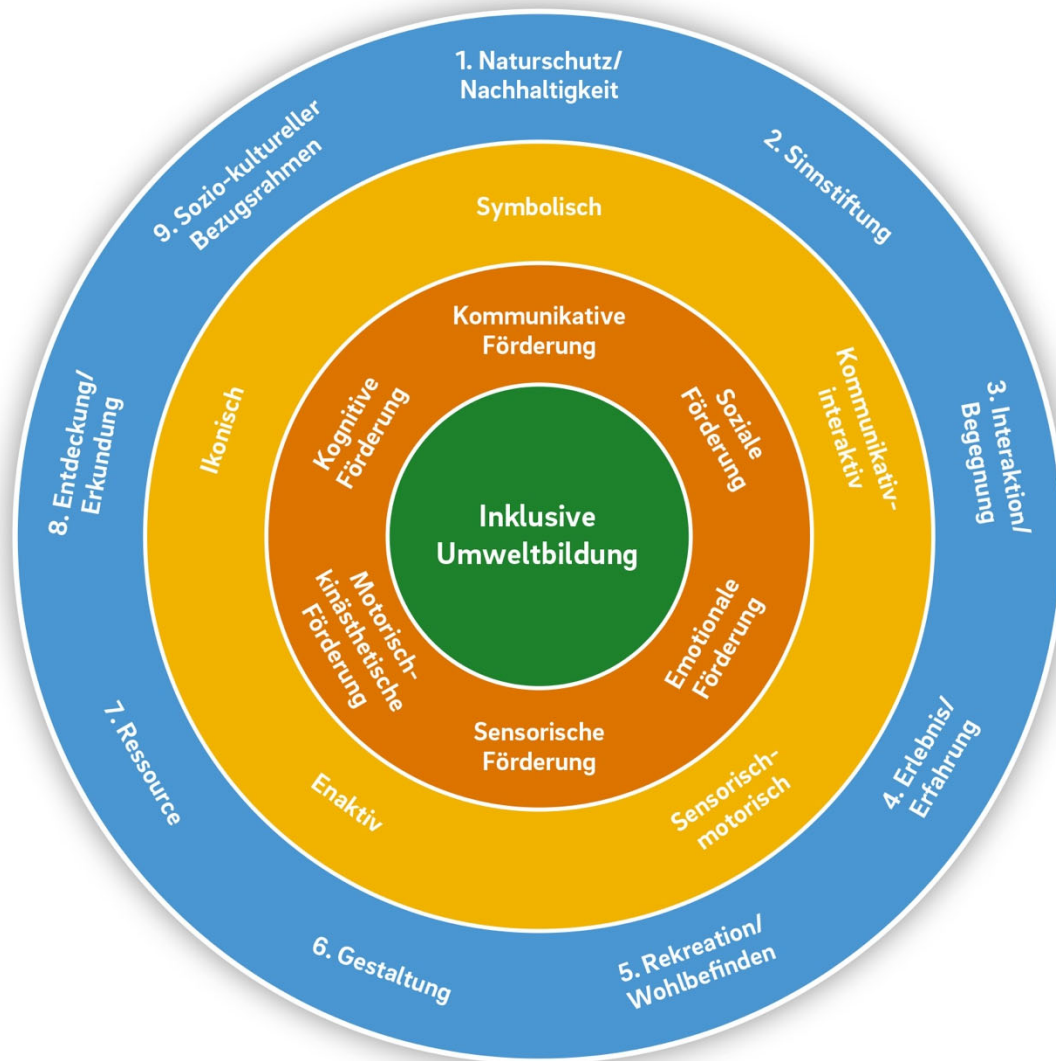 1. Naturschutz/
Nachhaltigkeit
2. Sinnstiftung
3. Interaktion/
Begegnung
4. Erlebnis/
Erfahrung
5. Rekreation/
Wohlbefinden
6. Gestaltung
7. Ressource
8. Entdeckung/
Erkundung
9. Sozio-kultureller
Bezugsrahmen
Symbolisch
Kommunikativ-
interaktiv
Sensorisch-
motorisch
Enaktiv
Ikonisch
Kommunikative
Förderung
Soziale
Förderung
Emotionale
Förderung
Sensorische
Förderung
Motorisch-
kinästhetische
Förderung
Kognitive
Förderung
Inklusive
Umweltbildung